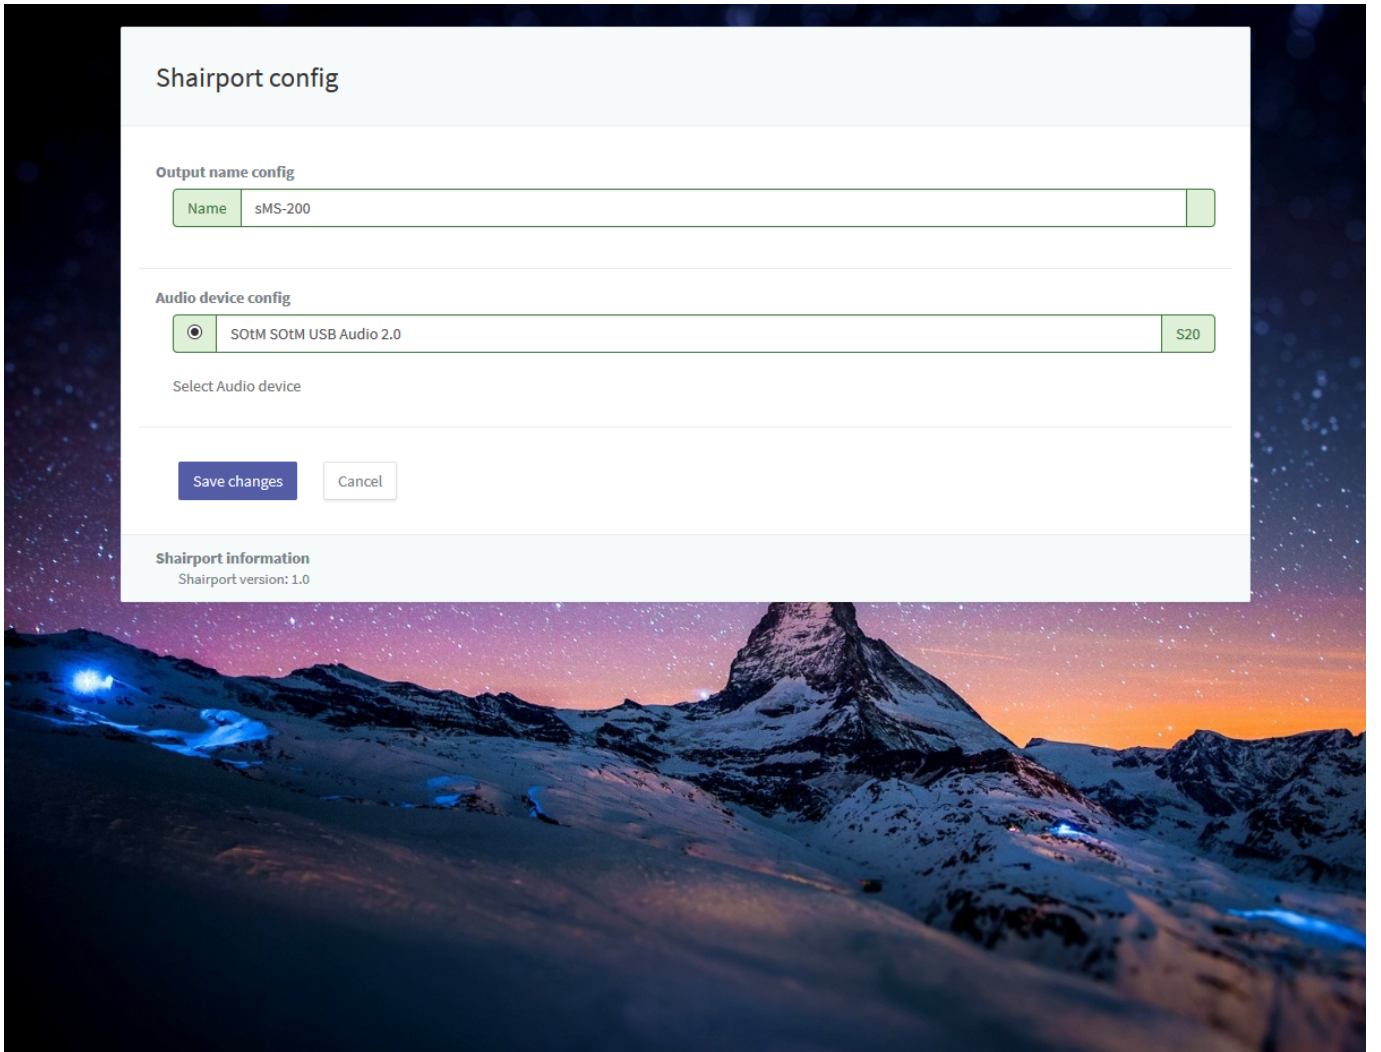 Shairport config
Output name config
Name sMS-200
Audio device config
SOtM SOtM USB Audio 2.0 S20
Select Audio device
Save changes Cancel
Shairport information
Shairport version: 1.0